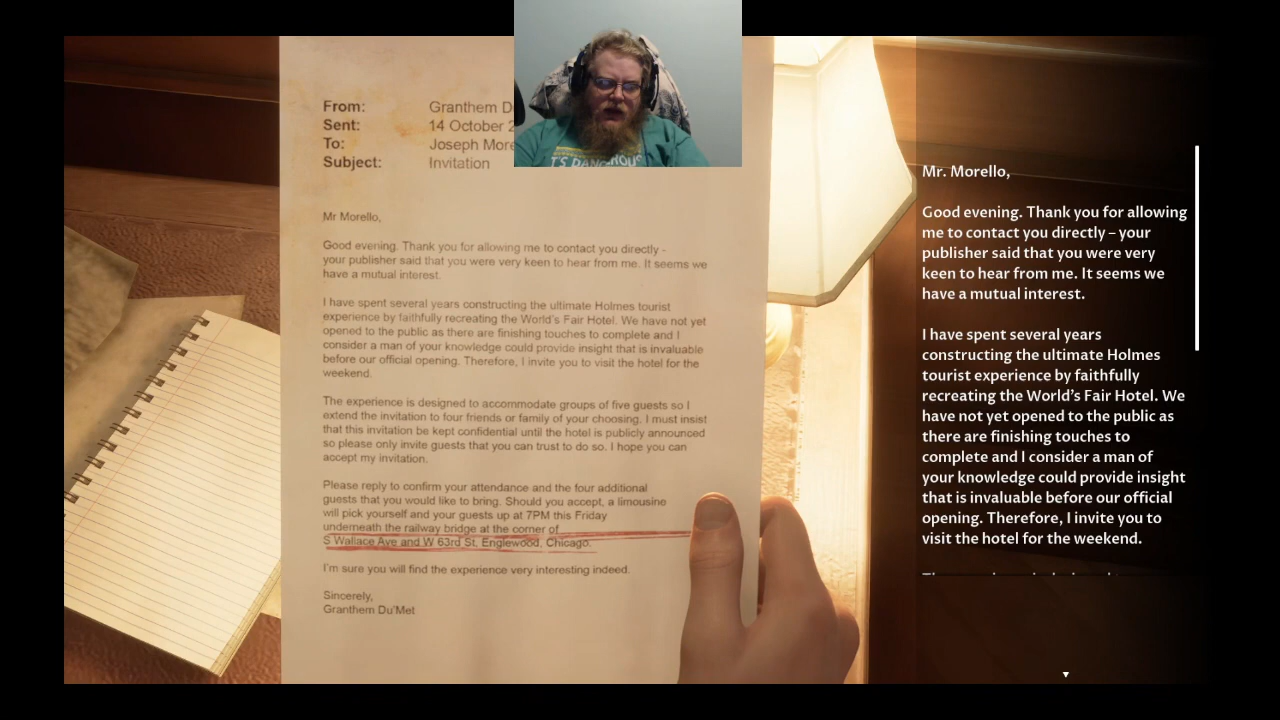 From: Granthem D
Sent: 14 October 2
To: Joseph More
Subject: Invitation
Mr Morello,
Good evening. Thank you for allowing me to contact you directly -
your publisher said that you were very keen to hear from me. It seems we
have a mutual interest.
I have spent several years constructing the ultimate Holmes tourist
experience by faithfully recreating the World's Fair Hotel. We have not yet
opened to the public as there are finishing touches to complete and I
consider a man of your knowledge could provide insight that is invaluable
before our official opening. Therefore, I invite you to visit the hotel for the
weekend.
The experience is designed to accommodate groups of five guests so I
extend the invitation to four friends or family of your choosing. I must insist
that this invitation be kept confidential until the hotel is publicly announced
so please only invite guests that you can trust to do so. I hope you can
accept my invitation.
Please reply to confirm your attendance and the four additional
guests that you would like to bring. Should you accept, a limousine
will pick yourself and your guests up at 7PM this Friday
underneath the railway bridge at the corner of
S Wallace Ave and W 63rd St, Englewood, Chicago.
I'm sure you will find the experience very interesting indeed.
Sincerely,
Granthem Du'Met
IT'S DANGEROUS
Mr. Morello,
Good evening. Thank you for allowing
me to contact you directly – your
publisher said that you were very
keen to hear from me. It seems we
have a mutual interest.
I have spent several years
constructing the ultimate Holmes
tourist experience by faithfully
recreating the World's Fair Hotel. We
have not yet opened to the public as
there are finishing touches to
complete and I consider a man of
your knowledge could provide insight
that is invaluable before our official
opening. Therefore, I invite you to
visit the hotel for the weekend.